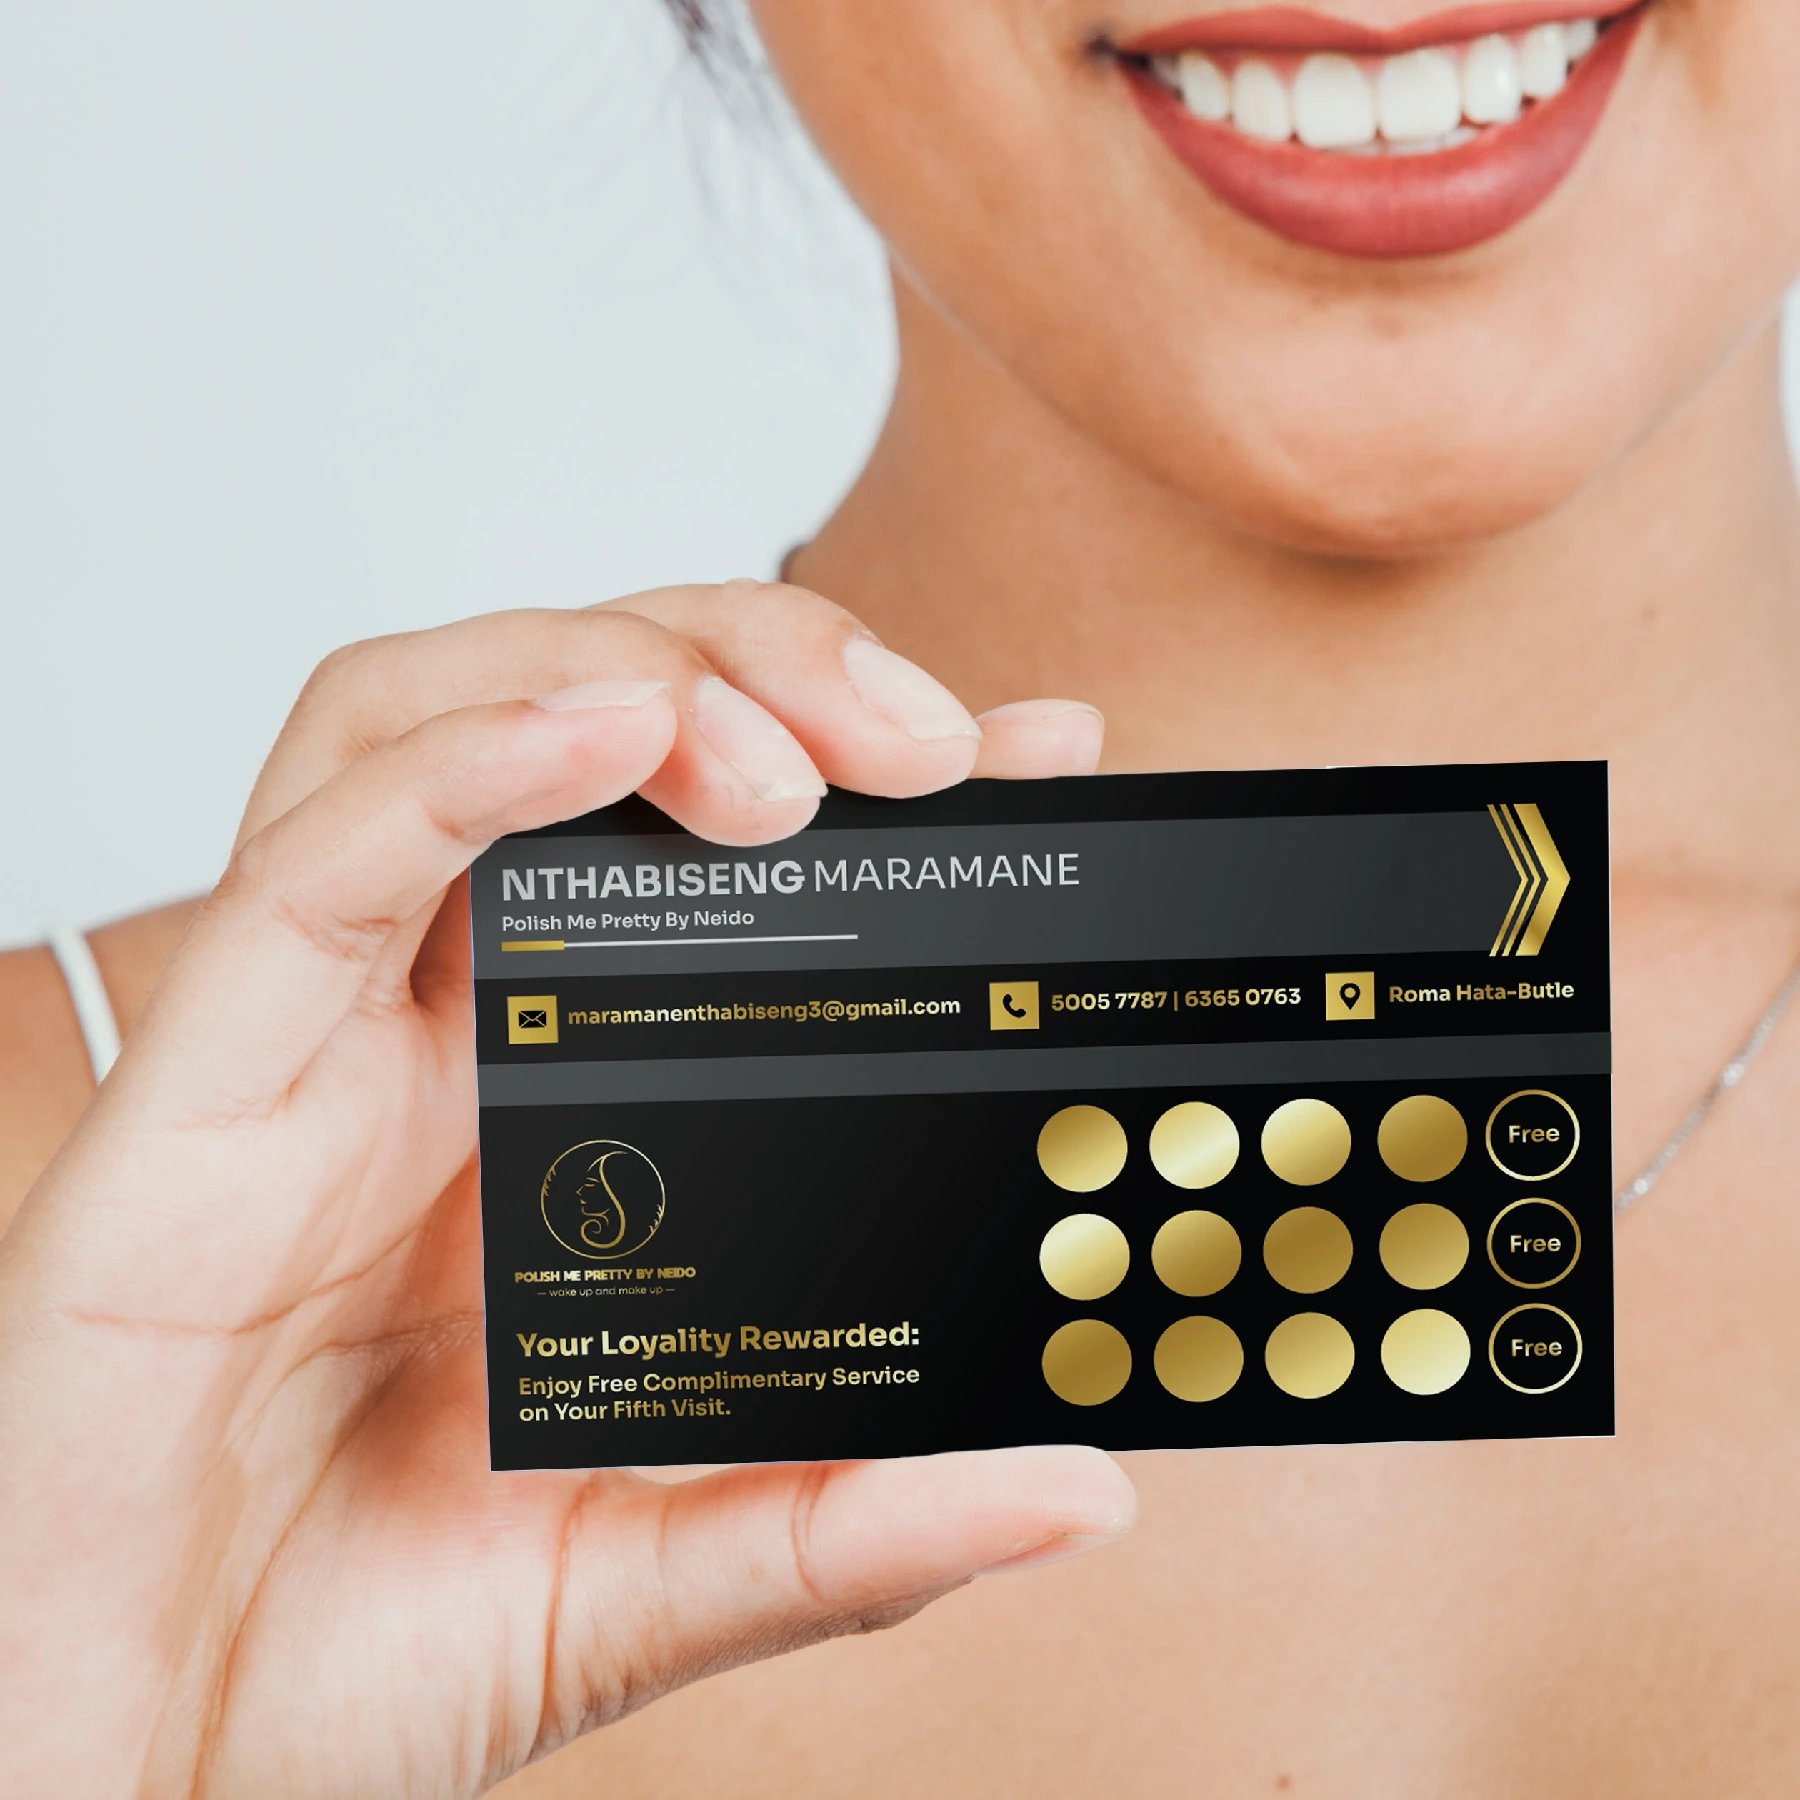 NTHABISENG MARAMANE
Polish Me Pretty By Neido
maramanenthabiseng3@gmail.com
5005 7787 | 6365 0763
Roma Hata-Butle
Free
Free
Free
POLISH ME PRETTY BY NEIDO
— wake up and make up —
Your Loyality Rewarded:
Enjoy Free Complimentary Service
on Your Fifth Visit.